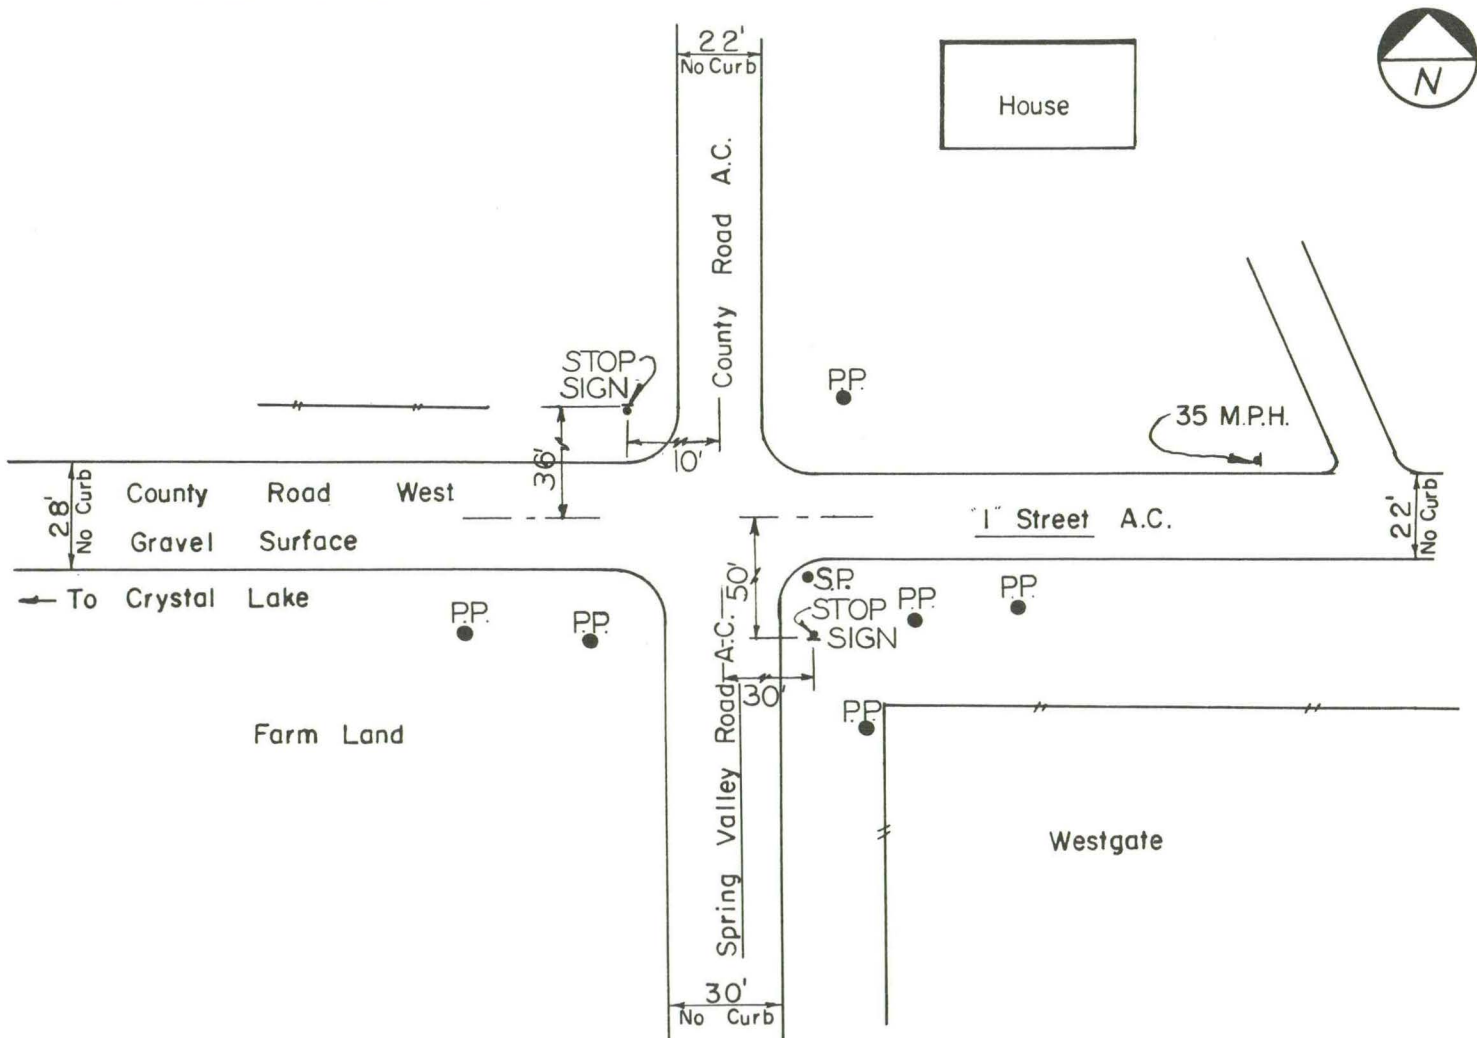 22'
No Curb
N
House
County Road A.C.
STOP
SIGN
P.P.
35 M.P.H.
10'
36'
28'
No Curb
County Road West
Gravel Surface
"I" Street A.C.
22'
No Curb
To Crystal Lake
50'
S.P.
STOP
SIGN
P.P.
P.P.
P.P.
P.P.
30'
P.P.
Farm Land
Spring Valley Road A.C.
Westgate
30'
No Curb